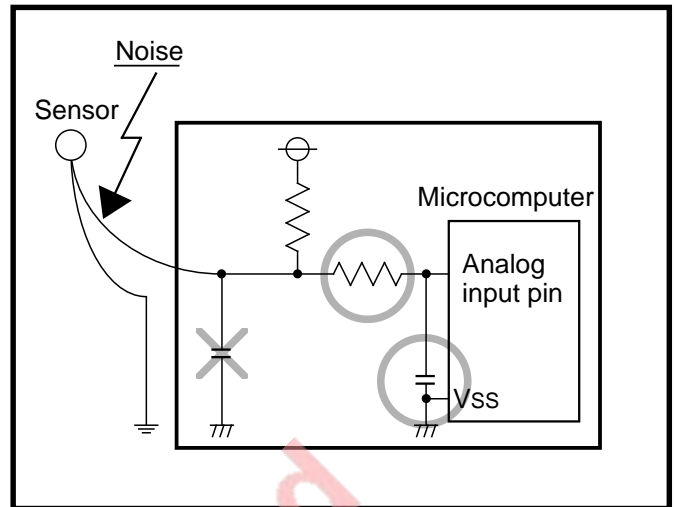 Noise
Sensor
Microcomputer
Analog
input pin
VSS